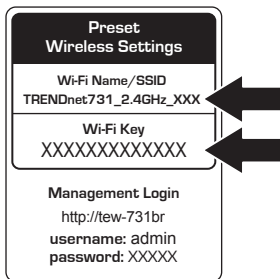 Preset
Wireless Settings
Wi-Fi Name/SSID
TRENDnet731_2.4GHz_XXX
Wi-Fi Key
XXXXXXXXXXXXX
Management Login
http://tew-731br
username: admin
password: XXXXX